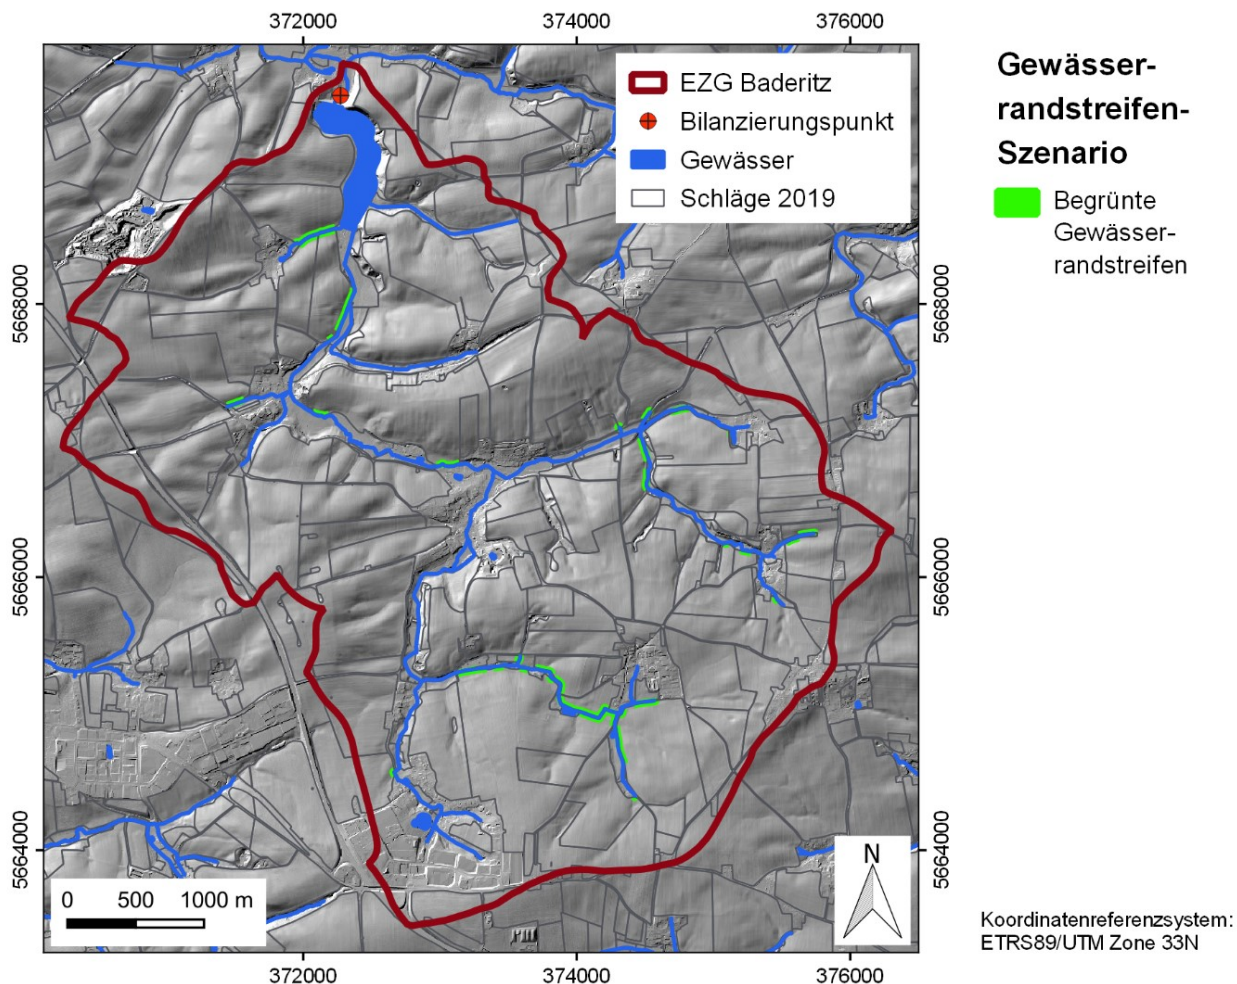 372000
374000
376000
EZG Baderitz
Bilanzierungspunkt
Gewässer
Schläge 2019
Gewässer-
randstreifen-
Szenario
Begrünte
Gewässer-
randstreifen
5668000
5668000
5666000
5666000
5664000
5664000
0 500 1000 m
N
372000
374000
376000
Koordinatenreferenzsystem:
ETRS89/UTM Zone 33N